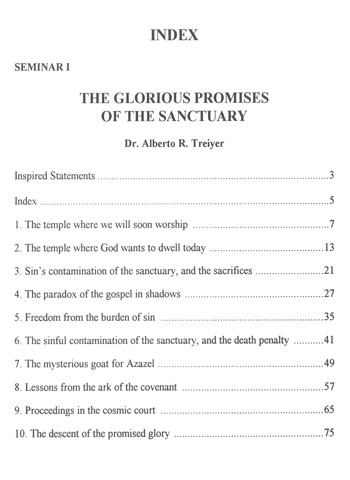 INDEX
SEMINAR I
THE GLORIOUS PROMISES
OF THE SANCTUARY
Dr. Alberto R. Treiyer
Inspired Statements ......................................................................3
Index .......................................................................................5
1. The temple where we will soon worship .........................................7
2. The temple where God wants to dwell today ...................................13
3. Sin's contamination of the sanctuary, and the sacrifices .....................21
4. The paradox of the gospel in shadows ..........................................27
5. Freedom from the burden of sin ..................................................35
6. The sinful contamination of the sanctuary, and the death penalty ..........41
7. The mysterious goat for Azazel ..................................................49
8. Lessons from the ark of the covenant ...........................................57
9. Proceedings in the cosmic court .................................................65
10. The descent of the promised glory .............................................75